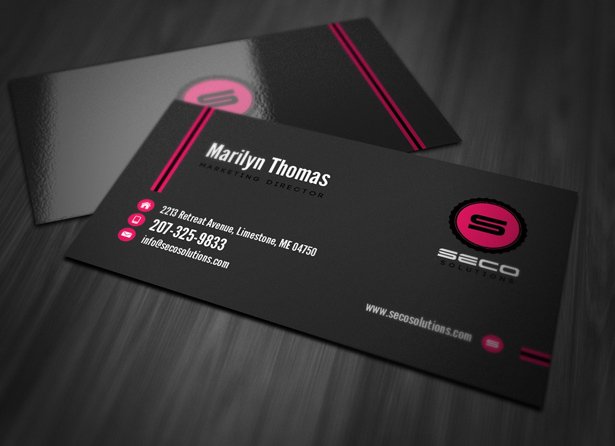 S
Marilyn Thomas
MARKETING DIRECTOR
2213 Retreat Avenue, Limestone, ME 04750
207-325-9833
info@secosolutions.com
S
SECO
SOLUTIONS
www.secosolutions.com
S